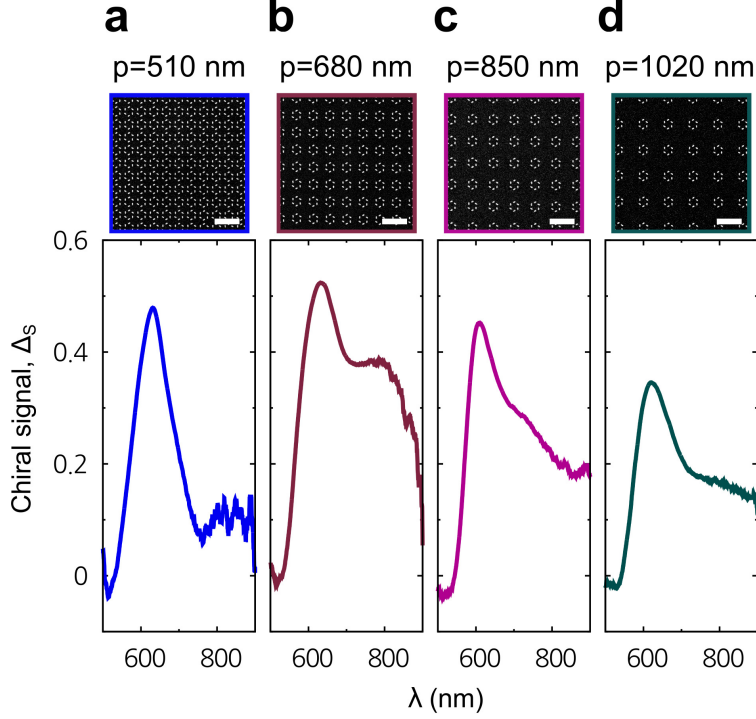 a b c d
p=510 nm p=680 nm p=850 nm p=1020 nm
0.6
0.4
0.2
0
Chiral signal, Δ_S
600 800 600 800 600 800 600 800
λ (nm)